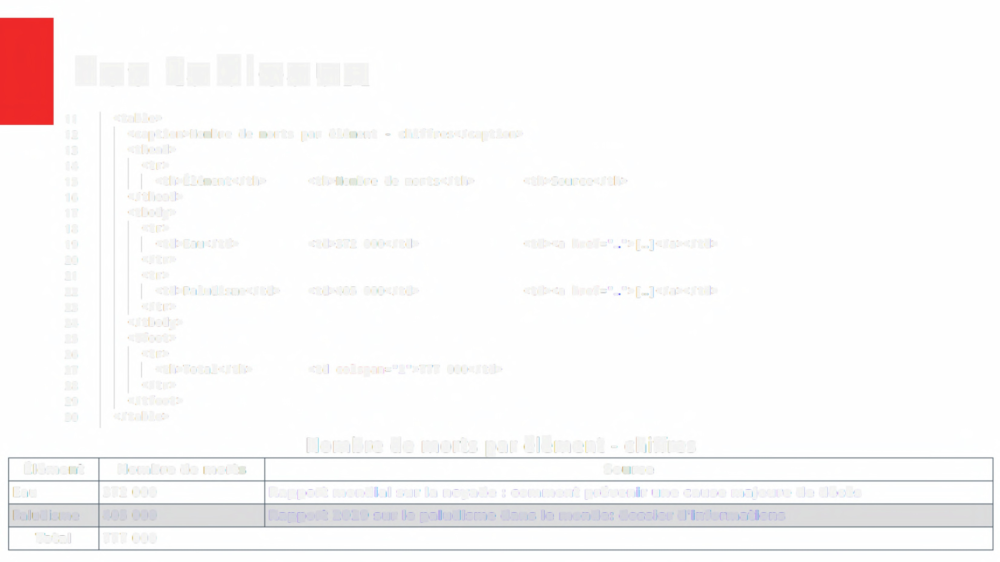 Les tableaux
11 <table>
12 <caption>Nombre de morts par élément - chiffres</caption>
13 <thead>
14 <tr>
15 <th>Élément</th> <th>Nombre de morts</th> <th>Source</th>
16 </thead>
17 <tbody>
18 <tr>
19 <td>Eau</td> <td>372 000</td> <td><a href="…">[…]</a></td>
20 </tr>
21 <tr>
22 <td>Paludisme</td> <td>405 000</td> <td><a href="…">[…]</a></td>
23 </tr>
24 </tbody>
25 <tfoot>
26 <tr>
27 <th>Total</th> <td colspan="2">777 000</td>
28 </tr>
29 </tfoot>
30 </table>
Nombre de morts par élément - chiffres
Élément Nombre de morts Source
Eau 372 000 Rapport mondial sur la noyade : comment prévenir une cause majeure de décès
Paludisme 405 000 Rapport 2019 sur le paludisme dans le monde: dossier d'informations
Total 777 000